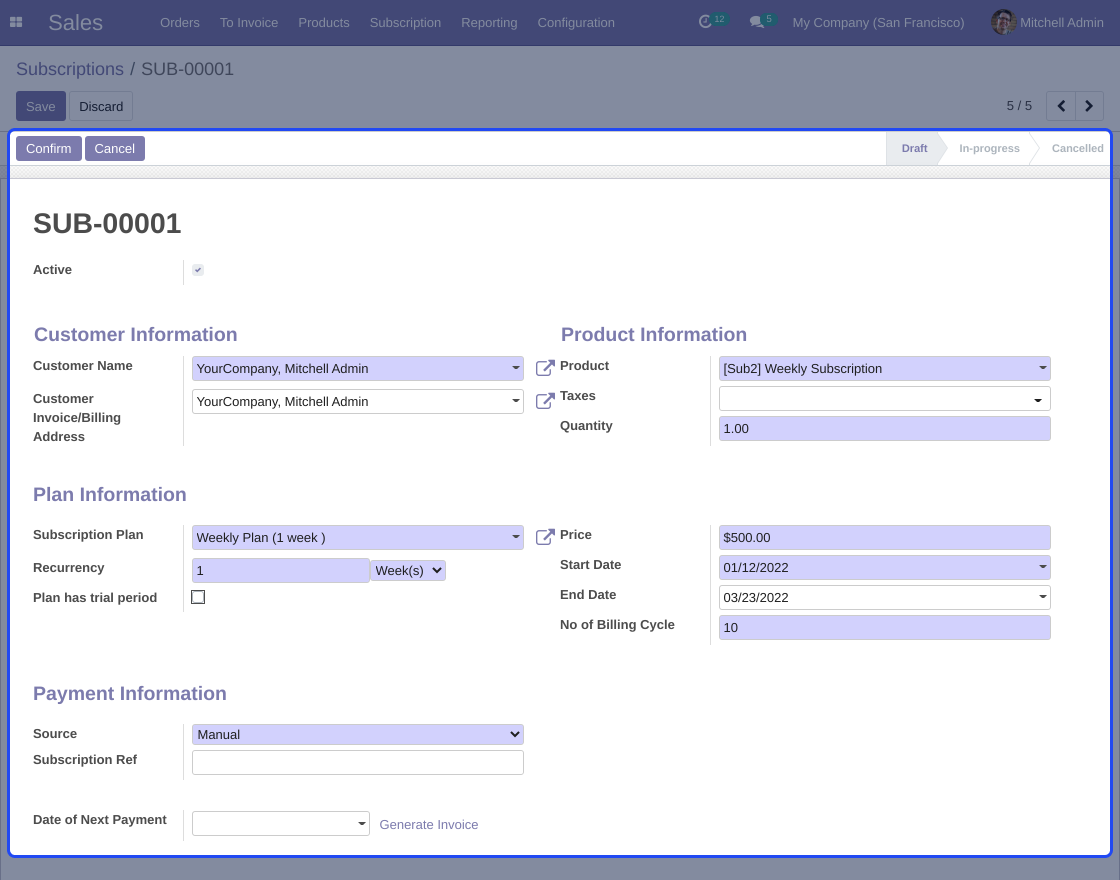 Sales
Orders
To Invoice
Products
Subscription
Reporting
Configuration
12
5
My Company (San Francisco)
Mitchell Admin
Subscriptions / SUB-00001
Save
Discard
5 / 5
Confirm
Cancel
Draft
In-progress
Cancelled
SUB-00001
Active
Customer Information
Customer Name
YourCompany, Mitchell Admin
Customer
Invoice/Billing
Address
YourCompany, Mitchell Admin
Product Information
Product
[Sub2] Weekly Subscription
Taxes
Quantity
1.00
Plan Information
Subscription Plan
Weekly Plan (1 week )
Recurrency
1
Week(s)
Plan has trial period
Price
$500.00
Start Date
01/12/2022
End Date
03/23/2022
No of Billing Cycle
10
Payment Information
Source
Manual
Subscription Ref
Date of Next Payment
Generate Invoice